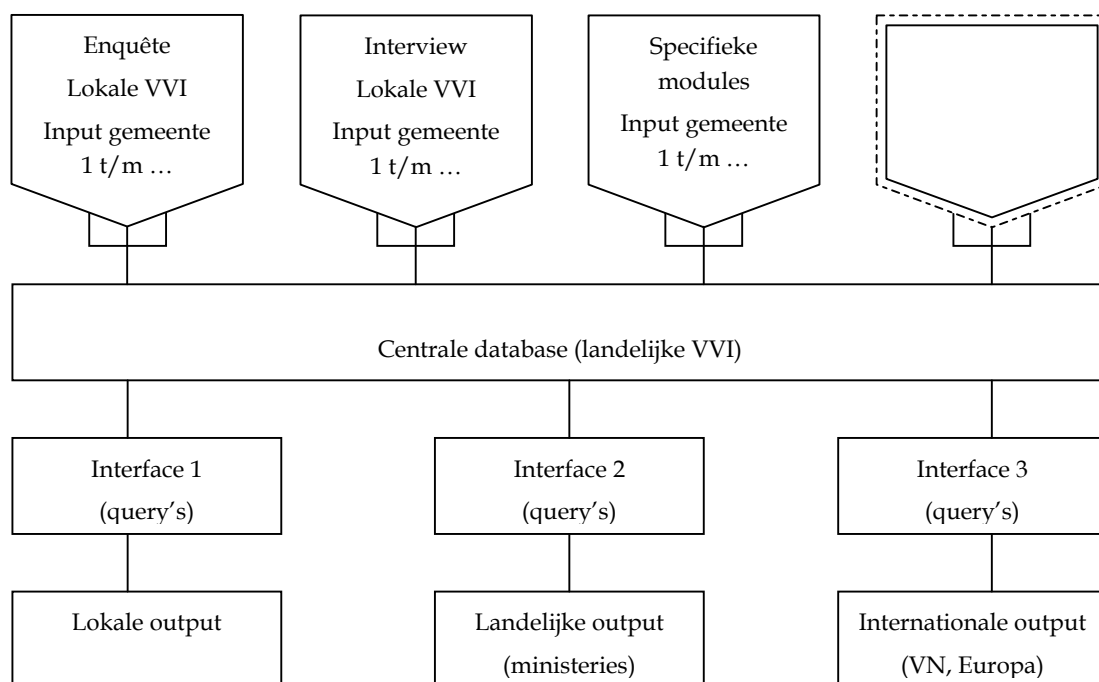 Enquête
Lokale VVI
Input gemeente
1 t/m …
Interview
Lokale VVI
Input gemeente
1 t/m …
Specifieke
modules
Input gemeente
1 t/m …
Centrale database (landelijke VVI)
Interface 1
(query's)
Interface 2
(query's)
Interface 3
(query's)
Lokale output
Landelijke output
(ministeries)
Internationale output
(VN, Europa)